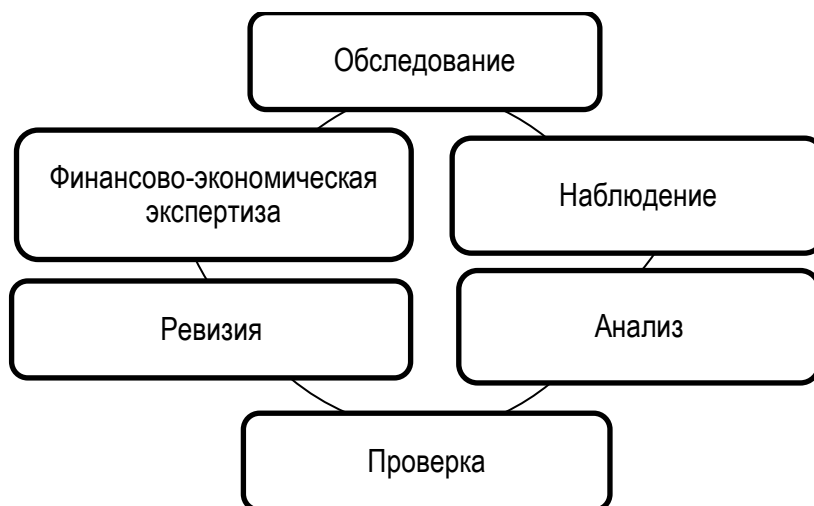 Обследование
Финансово-экономическая
экспертиза
Наблюдение
Ревизия
Анализ
Проверка